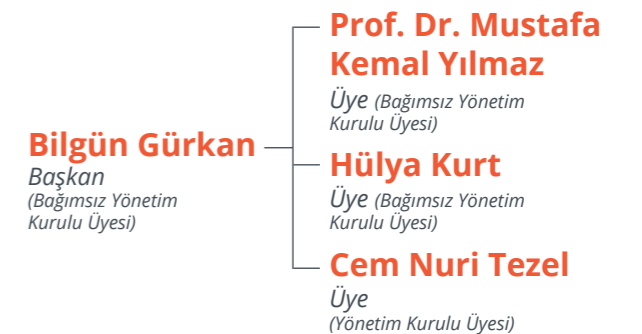 Bilgün Gürkan
Başkan
(Bağımsız Yönetim
Kurulu Üyesi)
Prof. Dr. Mustafa
Kemal Yılmaz
Üye (Bağımsız Yönetim
Kurulu Üyesi)
Hülya Kurt
Üye (Bağımsız Yönetim
Kurulu Üyesi)
Cem Nuri Tezel
Üye
(Yönetim Kurulu Üyesi)